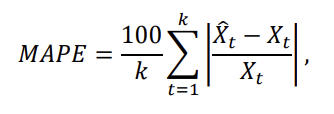 MAPE = \frac{100}{k} \sum_{t=1}^{k} \left| \frac{\hat{X}_t - X_t}{X_t} \right| ,